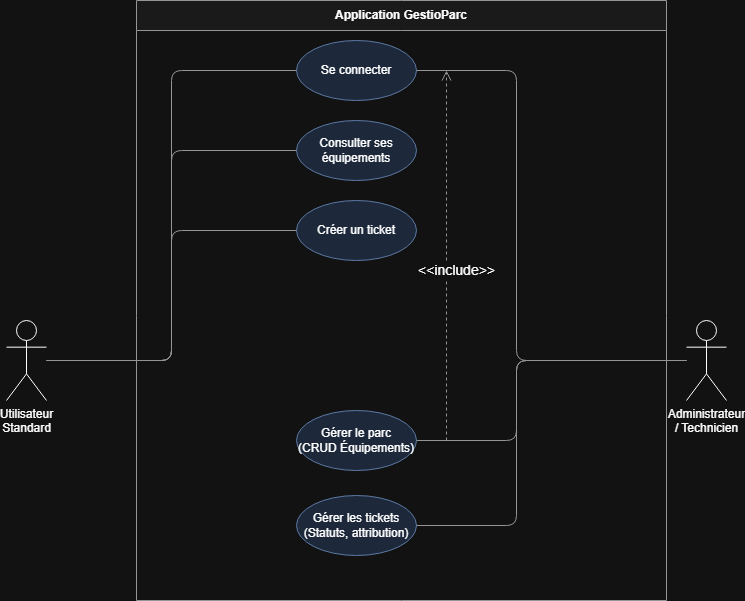 Application GestioParc
Se connecter
Consulter ses
équipements
Créer un ticket
<<include>>
Utilisateur
Standard
Administrateur
/ Technicien
Gérer le parc
(CRUD Équipements)
Gérer les tickets
(Statuts, attribution)